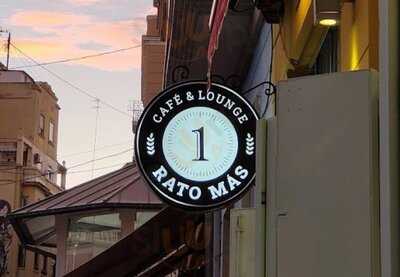 CAFÉ & LOUNGE
1
RATO MÁS